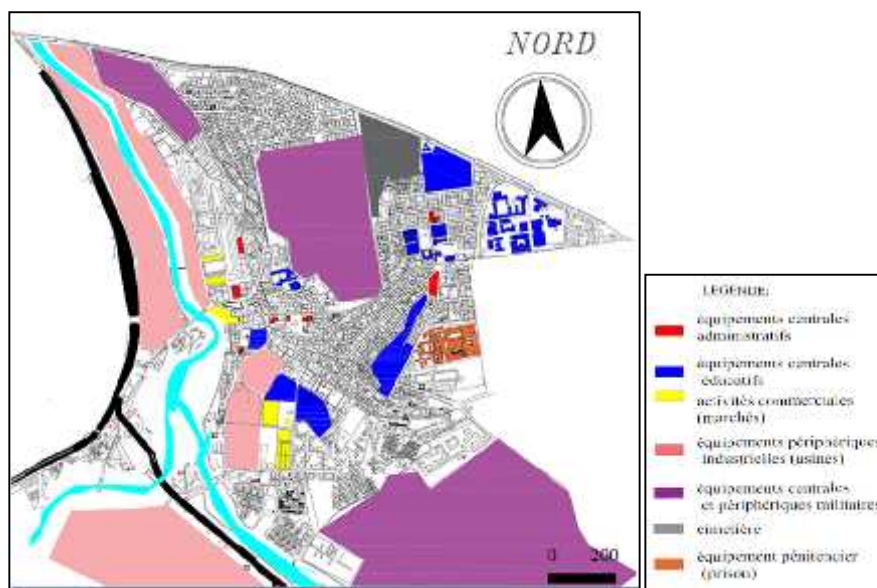 NORD
0 200
LEGENDE:
équipements centrales
administratifs
équipements centrales
éducatifs
activités commerciales
(marchés)
équipements périphériques
industrielles (usines)
équipements centrales
et périphériques militaires
cimetière
équipement pénitencier
(prison)